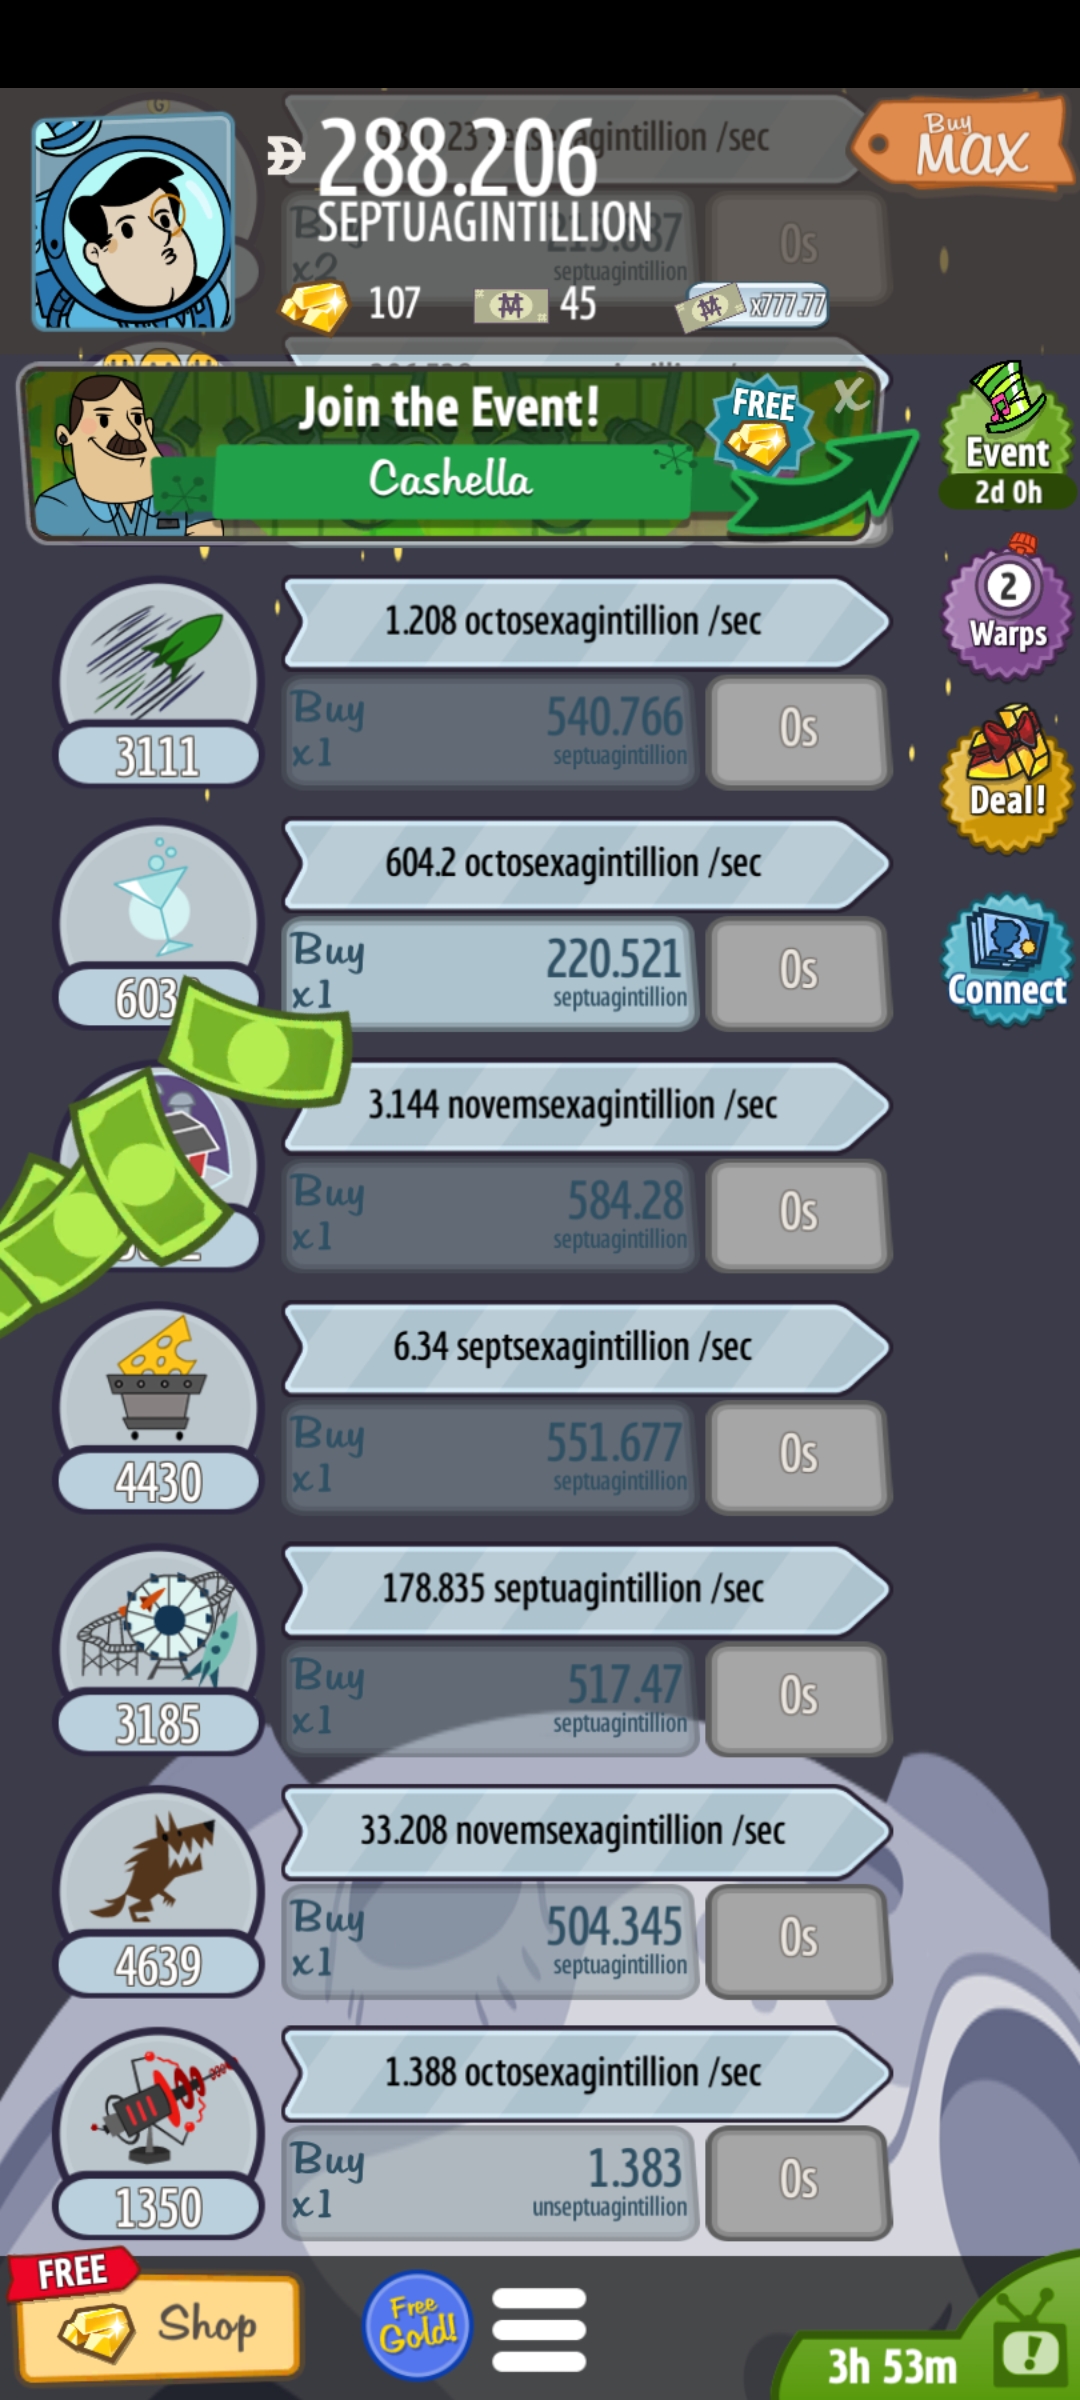 288.206
SEPTUAGINTILLION
Buy
MAX
/sec
Buy
x2
septuagintillion
0s
107
45
x777.77
Join the Event!
Cashella
FREE
X
Event
2d 0h
2
Warps
Deal!
Connect
1.208 octosexagintillion /sec
Buy
x1
540.766
septuagintillion
0s
3111
604.2 octosexagintillion /sec
Buy
x1
220.521
septuagintillion
0s
603
3.144 novemsexagintillion /sec
Buy
x1
584.28
septuagintillion
0s
6.34 septsexagintillion /sec
Buy
x1
551.677
septuagintillion
0s
4430
178.835 septuagintillion /sec
Buy
x1
517.47
septuagintillion
0s
3185
33.208 novemsexagintillion /sec
Buy
x1
504.345
septuagintillion
0s
4639
1.388 octosexagintillion /sec
Buy
x1
1.383
unseptuagintillion
0s
1350
FREE
Shop
Free
Gold!
3h 53m
!